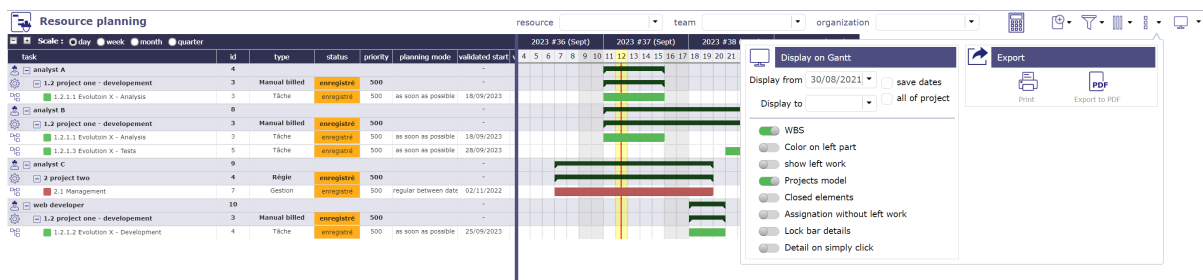 Resource planning resource team organization
Scale : day week month quarter 2023 #36 (Sept) 2023 #37 (Sept) 2023 #38
task id type status priority planning mode validated start 4 5 6 7 8 9 10 11 12 13 14 15 16 17 18 19 20 21
analyst A 4 -
1.2 project one - developement 3 Manual billed enregistré 500 -
1.2.1.1 Evolutoin X - Analysis 3 Tâche enregistré 500 as soon as possible 18/09/2023
analyst B 8 -
1.2 project one - developement 3 Manual billed enregistré 500 -
1.2.1.1 Evolutoin X - Analysis 3 Tâche enregistré 500 as soon as possible 18/09/2023
1.2.1.3 Evolution X - Tests 5 Tâche enregistré 500 as soon as possible 28/09/2023
analyst C 9 -
2 project two 4 Régie enregistré 500 -
2.1 Management 7 Gestion enregistré 500 regular between date 02/11/2022
web developer 10 -
1.2 project one - developement 3 Manual billed enregistré 500 -
1.2.1.2 Evolution X - Development 4 Tâche enregistré 500 as soon as possible 25/09/2023
Display on Gantt
Display from 30/08/2021 save dates
Display to all of project
WBS
Color on left part
show left work
Projects model
Closed elements
Assignation without left work
Lock bar details
Detail on simply click
Export
PDF
Print Export to PDF